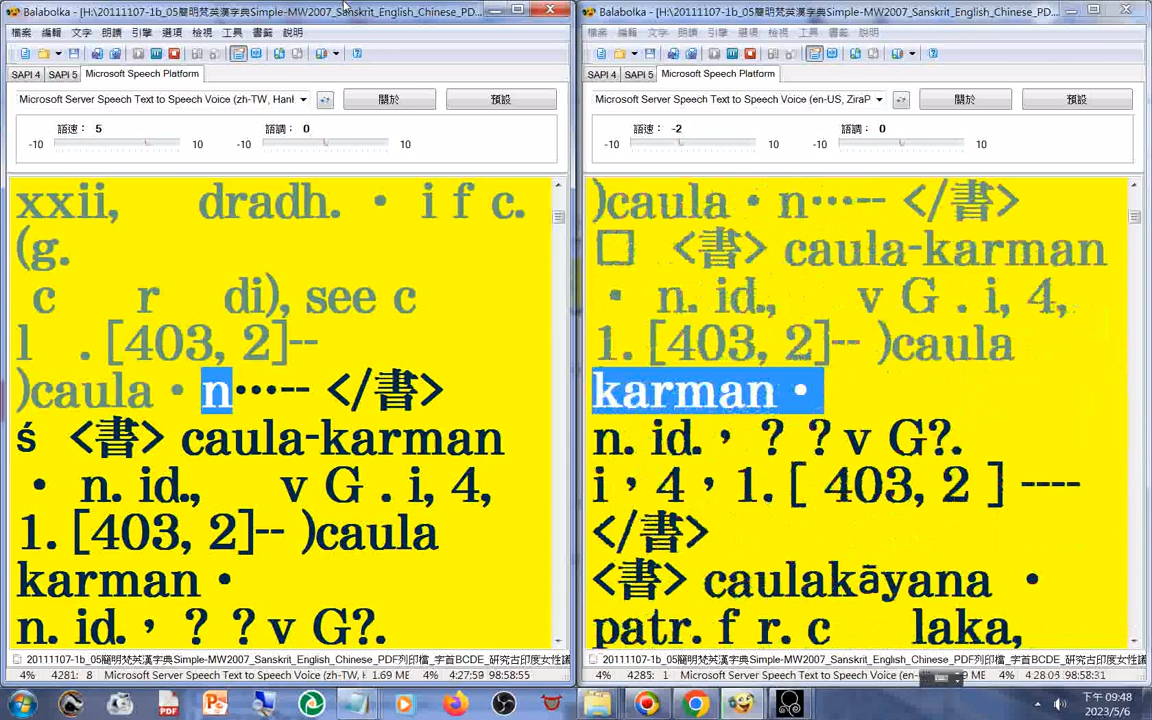 Balabolka - [H:\20111107-1b_05簡明梵英漢字典Simple-MW2007_Sanskrit_English_Chinese_PD...
檔案 編輯 文字 朗讀 引擎 選項 檢視 工具 書籤 說明
SAPI 4 SAPI 5 Microsoft Speech Platform
Microsoft Server Speech Text to Speech Voice (zh-TW, Hanl 關於 預設
語速： 5 語調： 0
-10 10 -10 10
xxii, dradh. • i f c.
(g.
c r di), see c
l . [403, 2]--
)caula • n···-- </書>
ś <書> caula-karman
• n. id., v G . i, 4,
1. [403, 2]-- )caula
karman •
n. id. , ? ? v G?.
20111107-1b_05簡明梵英漢字典Simple-MW2007_Sanskrit_English_Chinese_PDF列印檔_字首BCDE_研究古印度女性議
4% 4281: 8 Microsoft Server Speech Text to Speech Voice (zh-TW, H 1.69 ME 4% 4:27:59 98:58:55
Balabolka - [H:\20111107-1b_05簡明梵英漢字典Simple-MW2007_Sanskrit_English_Chinese_PD...
檔案 編輯 文字 朗讀 引擎 選項 檢視 工具 書籤 說明
SAPI 4 SAPI 5 Microsoft Speech Platform
Microsoft Server Speech Text to Speech Voice (en-US, ZiraP 關於 預設
語速： -2 語調： 0
-10 10 -10 10
)caula • n···-- </書>
□ <書> caula-karman
• n. id., v G . i, 4,
1. [403, 2]-- )caula
karman •
n. id. , ? ? v G?.
i , 4 , 1. [ 403, 2 ] ----
</書>
<書> caulakāyana •
patr. f r. c laka,
20111107-1b_05簡明梵英漢字典Simple-MW2007_Sanskrit_English_Chinese_PDF列印檔_字首BCDE_研究古印度女性議
4% 4285: 1 Microsoft Server Speech Text to Speech Voice (en- ME 4% 4:28:03 98:58:31
下午 09:48
2023/5/6